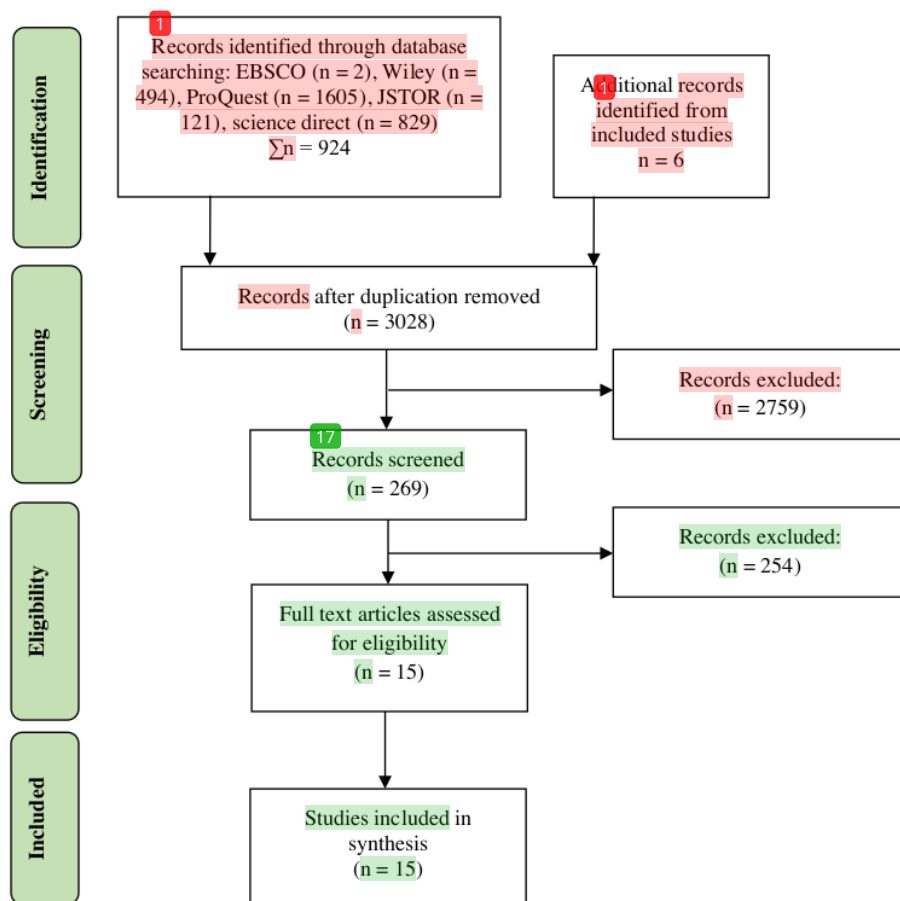 1
Records identified through database
searching: EBSCO (n = 2), Wiley (n =
494), ProQuest (n = 1605), JSTOR (n =
121), science direct (n = 829)
∑n = 924
1
Additional records
identified from
included studies
n = 6
Identification
Records after duplication removed
(n = 3028)
Screening
Records excluded:
(n = 2759)
17
Records screened
(n = 269)
Records excluded:
(n = 254)
Eligibility
Full text articles assessed
for eligibility
(n = 15)
Included
Studies included in
synthesis
(n = 15)